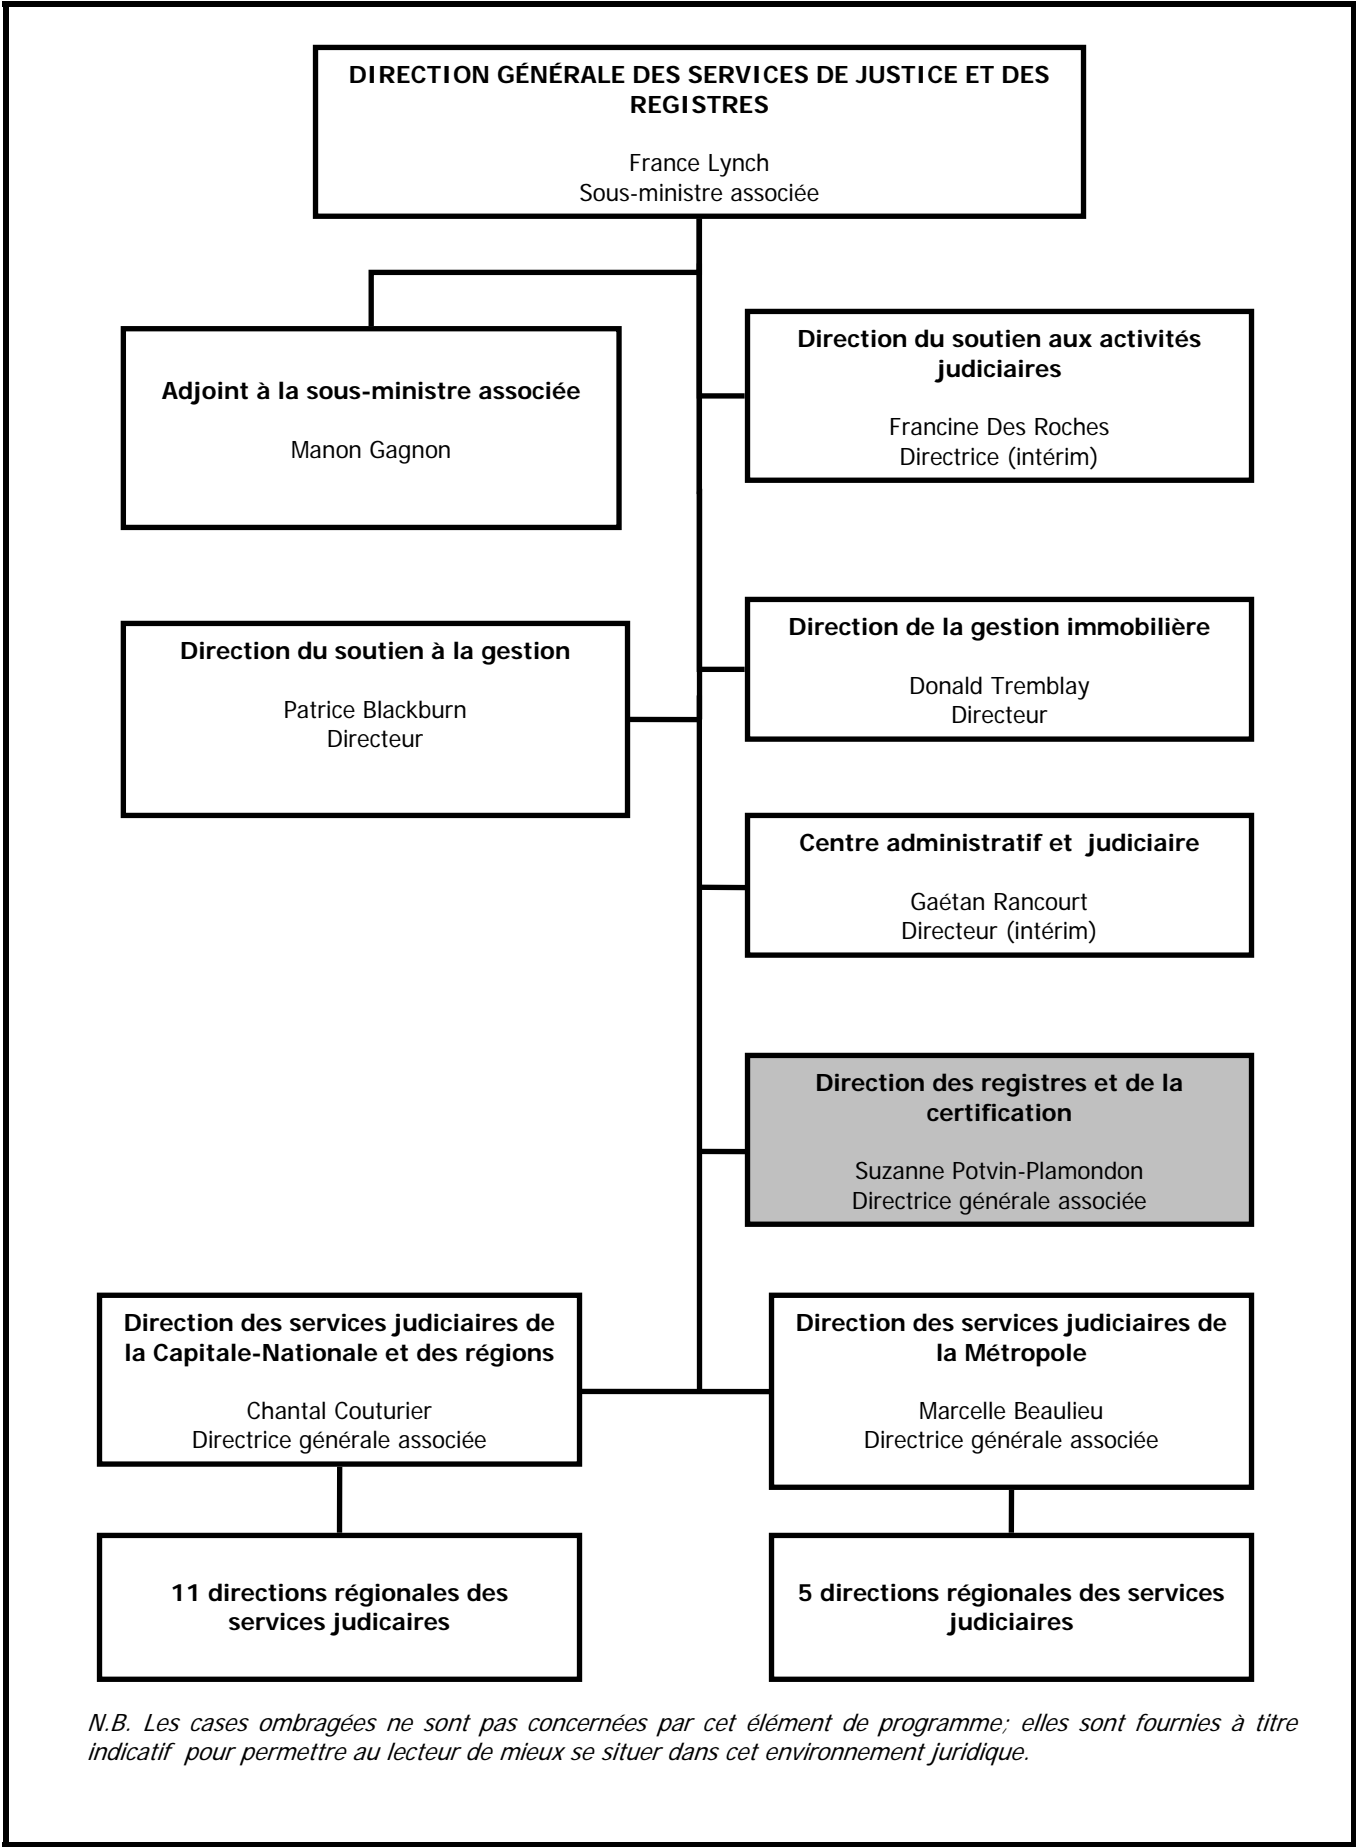 DIRECTION GÉNÉRALE DES SERVICES DE JUSTICE ET DES
REGISTRES
France Lynch
Sous-ministre associée
Adjoint à la sous-ministre associée
Manon Gagnon
Direction du soutien aux activités
judiciaires
Francine Des Roches
Directrice (intérim)
Direction du soutien à la gestion
Patrice Blackburn
Directeur
Direction de la gestion immobilière
Donald Tremblay
Directeur
Centre administratif et judiciaire
Gaétan Rancourt
Directeur (intérim)
Direction des registres et de la
certification
Suzanne Potvin-Plamondon
Directrice générale associée
Direction des services judiciaires de
la Capitale-Nationale et des régions
Chantal Couturier
Directrice générale associée
Direction des services judiciaires de
la Métropole
Marcelle Beaulieu
Directrice générale associée
11 directions régionales des
services judicaires
5 directions régionales des services
judiciaires
N.B. Les cases ombragées ne sont pas concernées par cet élément de programme; elles sont fournies à titre
indicatif pour permettre au lecteur de mieux se situer dans cet environnement juridique.